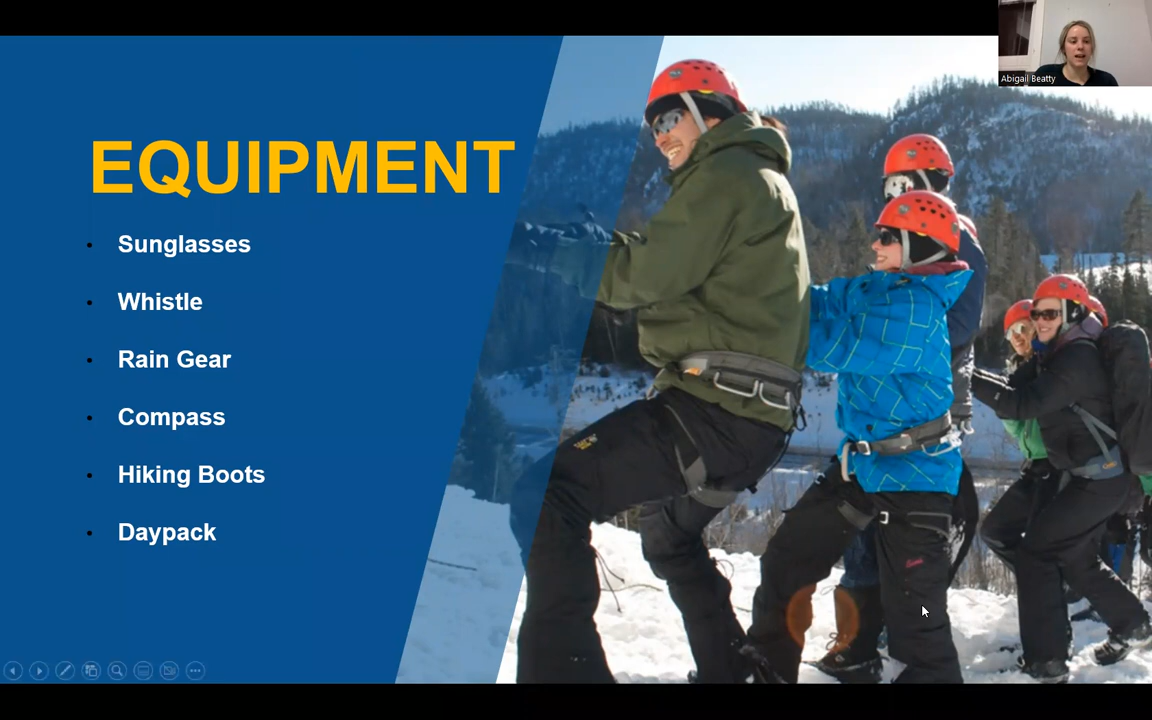 Abigail Beatty
EQUIPMENT
• Sunglasses
• Whistle
• Rain Gear
• Compass
• Hiking Boots
• Daypack